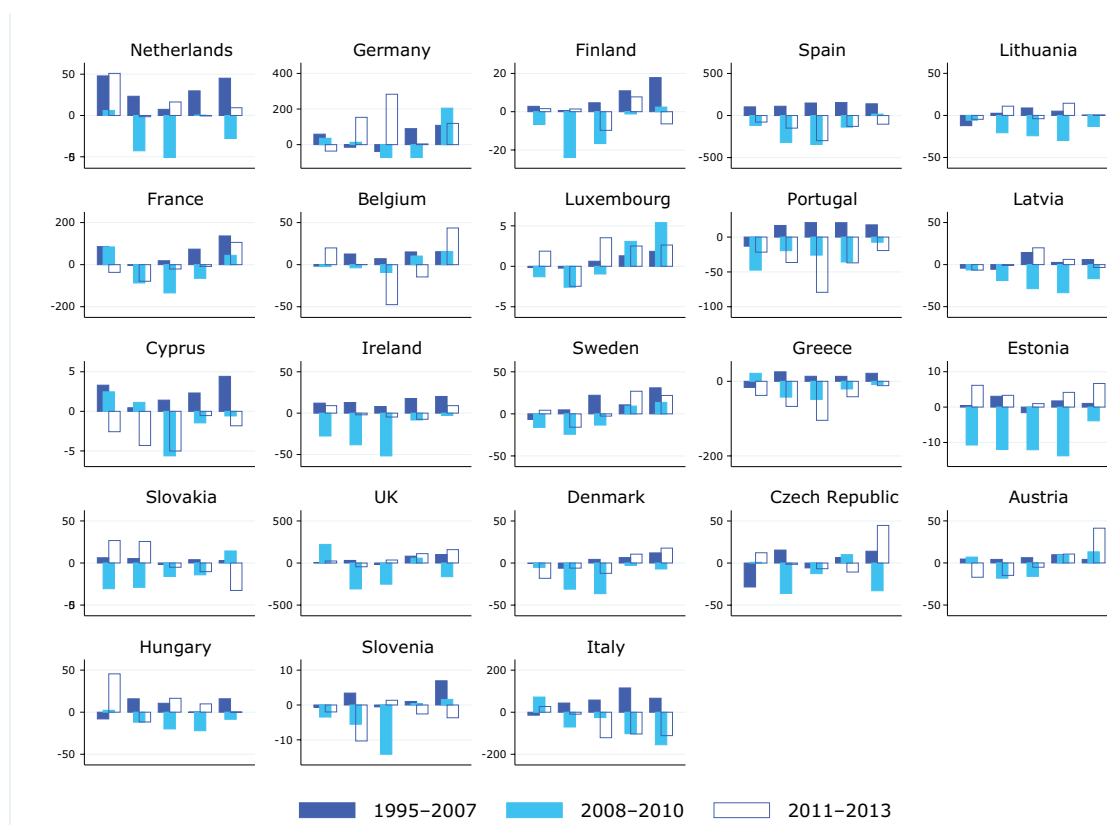 Netherlands
50
0
Germany
400
200
0
Finland
20
0
-20
Spain
500
0
-500
Lithuania
50
0
-50
France
200
0
-200
Belgium
50
0
-50
Luxembourg
5
0
-5
Portugal
0
-50
-100
Latvia
50
0
-50
Cyprus
5
0
-5
Ireland
50
0
-50
Sweden
50
0
-50
Greece
0
-200
Estonia
10
0
-10
Slovakia
50
0
UK
500
0
-500
Denmark
50
0
-50
Czech Republic
50
0
-50
Austria
50
0
-50
Hungary
50
0
-50
Slovenia
10
0
-10
Italy
200
0
-200
1995–2007 2008–2010 2011–2013